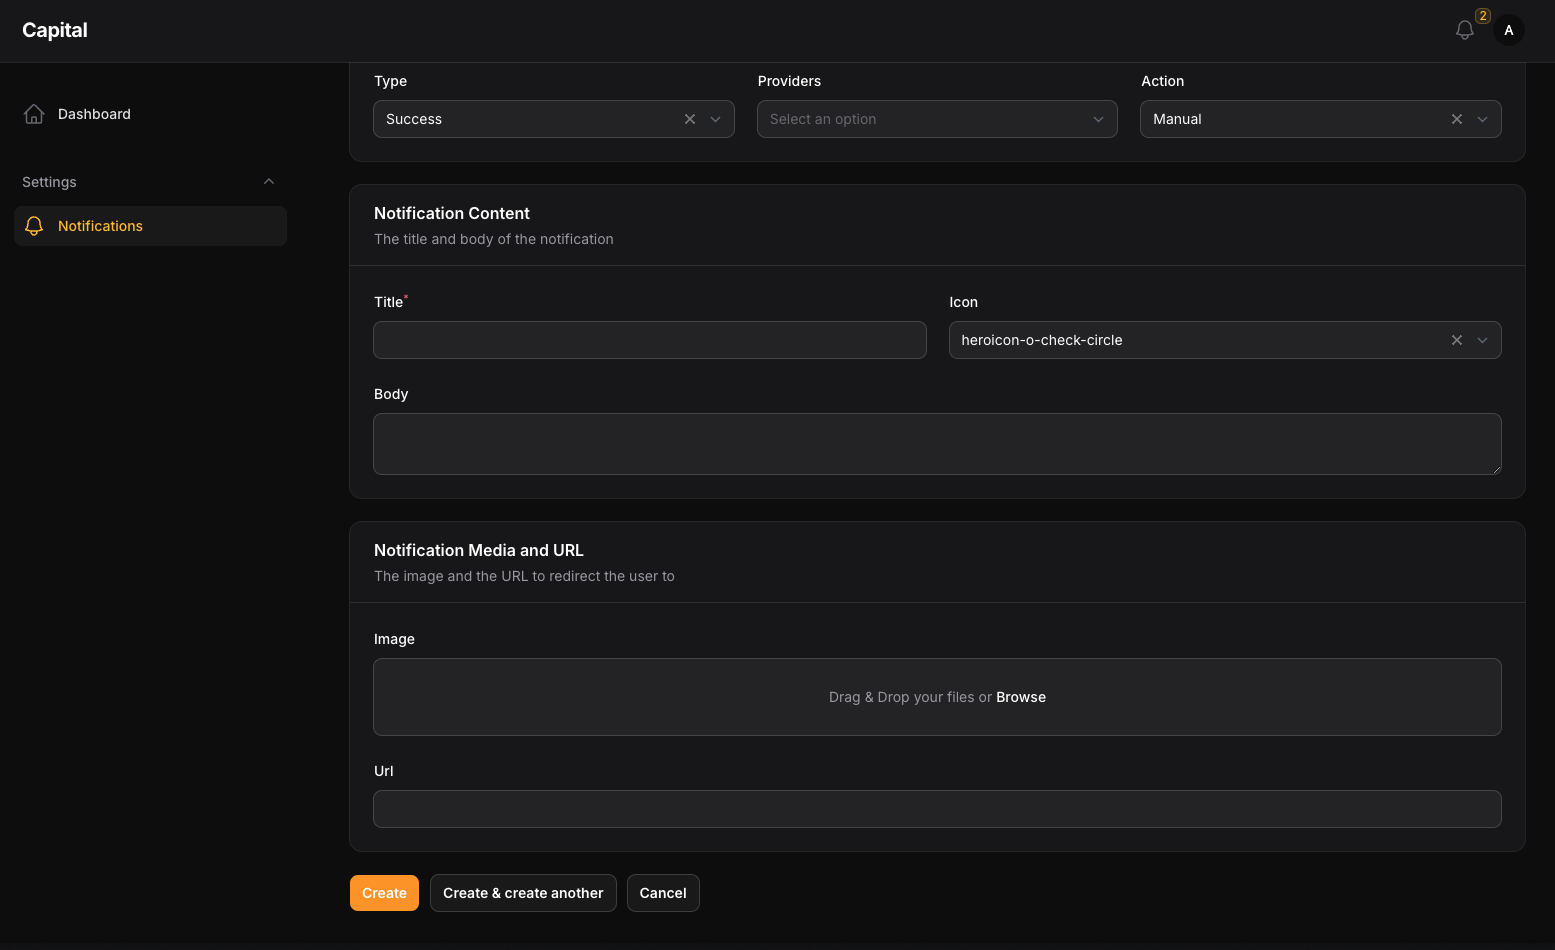 Capital
2
A
Dashboard
Settings
Notifications
Type
Providers
Action
Success
Select an option
Manual
Notification Content
The title and body of the notification
Title*
Icon
heroicon-o-check-circle
Body
Notification Media and URL
The image and the URL to redirect the user to
Image
Drag & Drop your files or Browse
Url
Create
Create & create another
Cancel